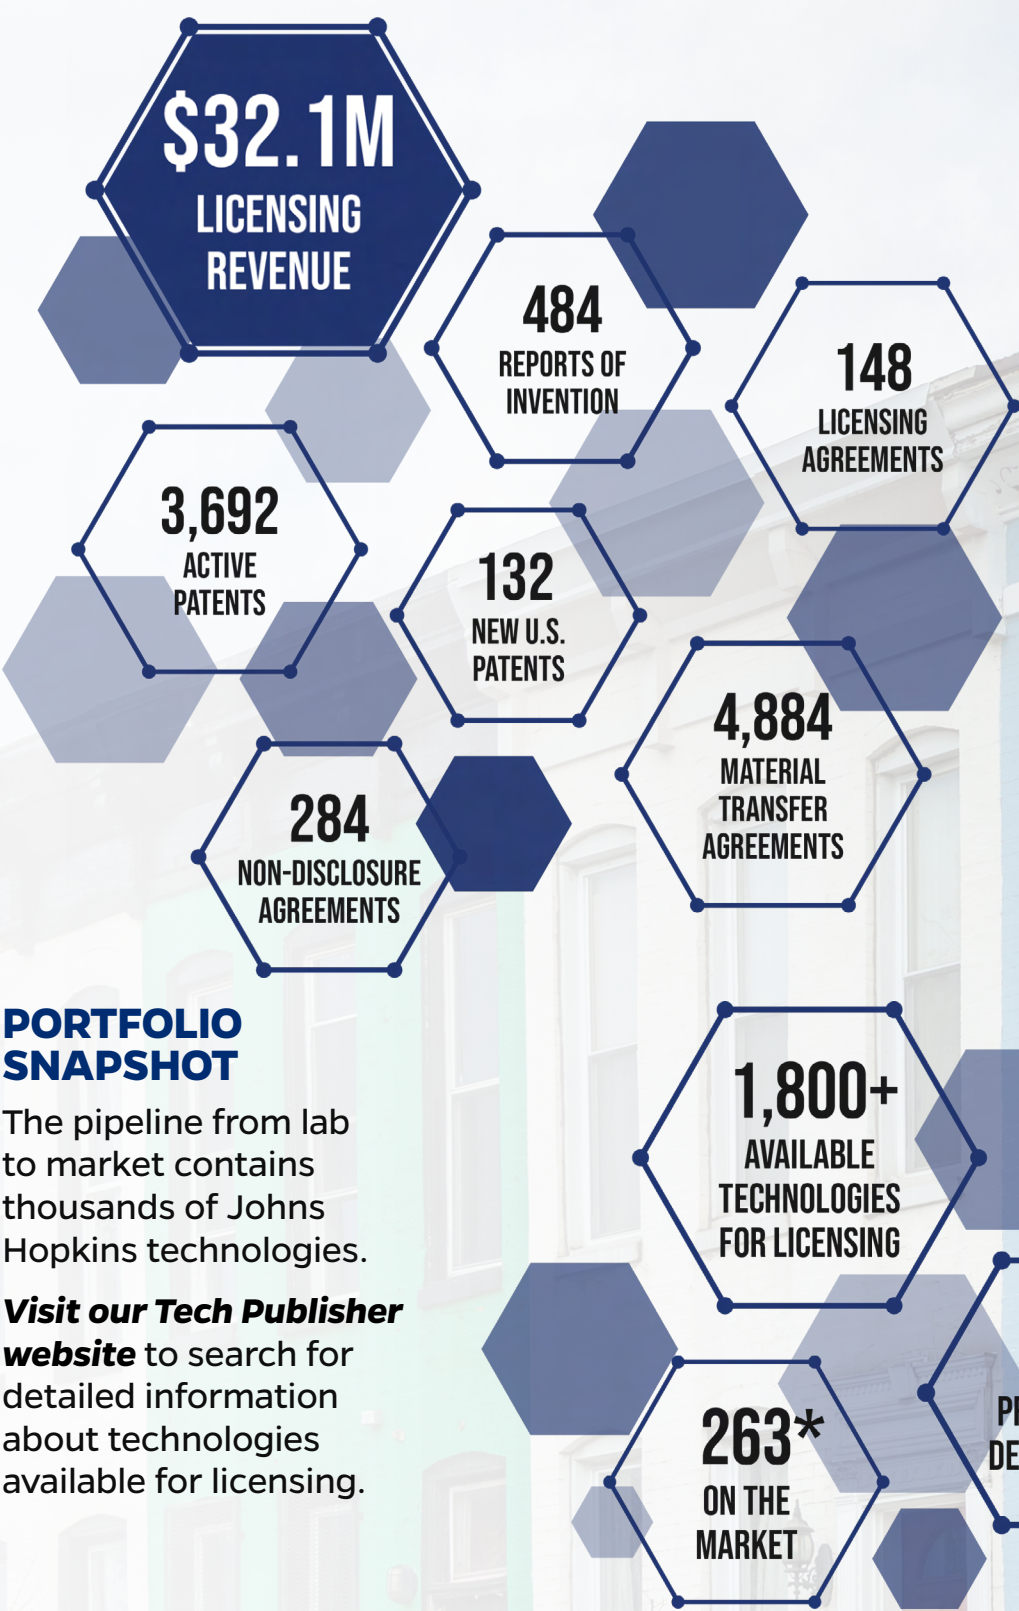 $32.1M
LICENSING
REVENUE
484
REPORTS OF
INVENTION
148
LICENSING
AGREEMENTS
3,692
ACTIVE
PATENTS
132
NEW U.S.
PATENTS
4,884
MATERIAL
TRANSFER
AGREEMENTS
284
NON-DISCLOSURE
AGREEMENTS
PORTFOLIO
SNAPSHOT
The pipeline from lab
to market contains
thousands of Johns
Hopkins technologies.
Visit our Tech Publisher
website to search for
detailed information
about technologies
available for licensing.
1,800+
AVAILABLE
TECHNOLOGIES
FOR LICENSING
263*
ON THE
MARKET